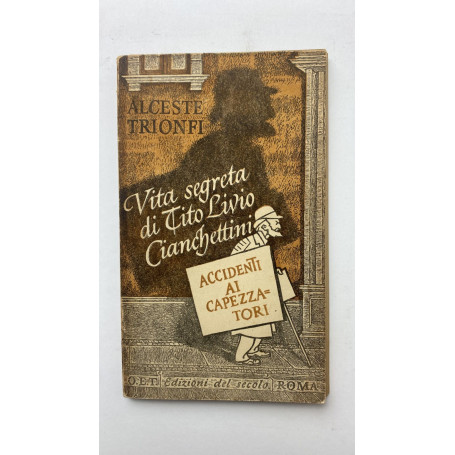 ALCESTE
TRIONFI
Vita segreta
di Tito Livio
Cianchettini
ACCIDENTI
AI
CAPEZZA=
TORI
O.E.T. Edizioni del secolo, ROMA